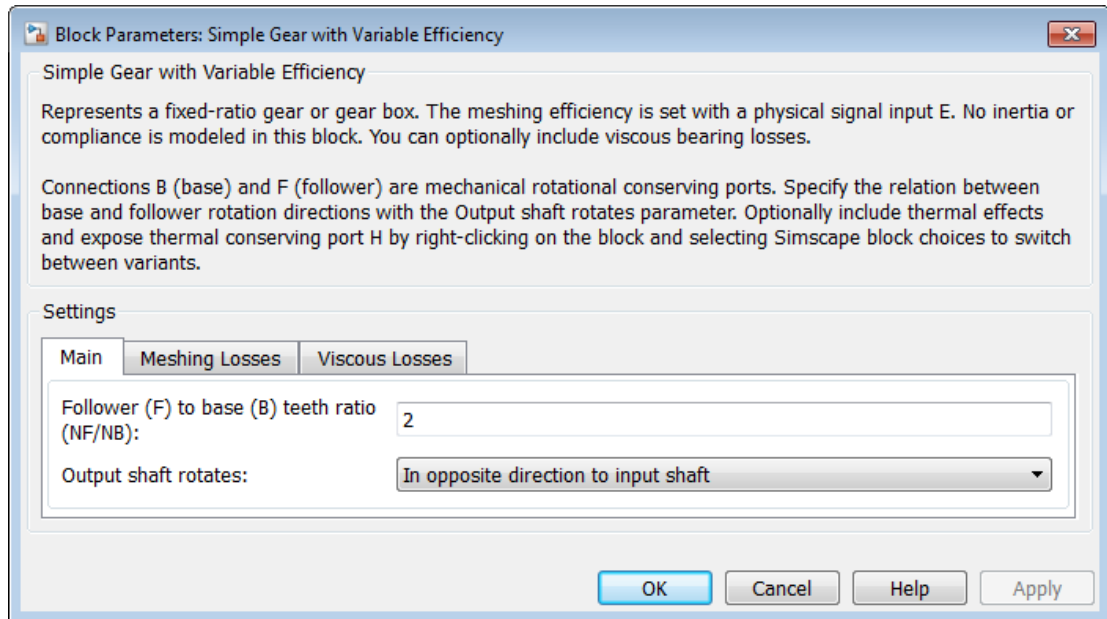 Block Parameters: Simple Gear with Variable Efficiency
Simple Gear with Variable Efficiency
Represents a fixed-ratio gear or gear box. The meshing efficiency is set with a physical signal input E. No inertia or
compliance is modeled in this block. You can optionally include viscous bearing losses.
Connections B (base) and F (follower) are mechanical rotational conserving ports. Specify the relation between
base and follower rotation directions with the Output shaft rotates parameter. Optionally include thermal effects
and expose thermal conserving port H by right-clicking on the block and selecting Simscape block choices to switch
between variants.
Settings
Main Meshing Losses Viscous Losses
Follower (F) to base (B) teeth ratio
(NF/NB):
2
Output shaft rotates: In opposite direction to input shaft
OK Cancel Help Apply